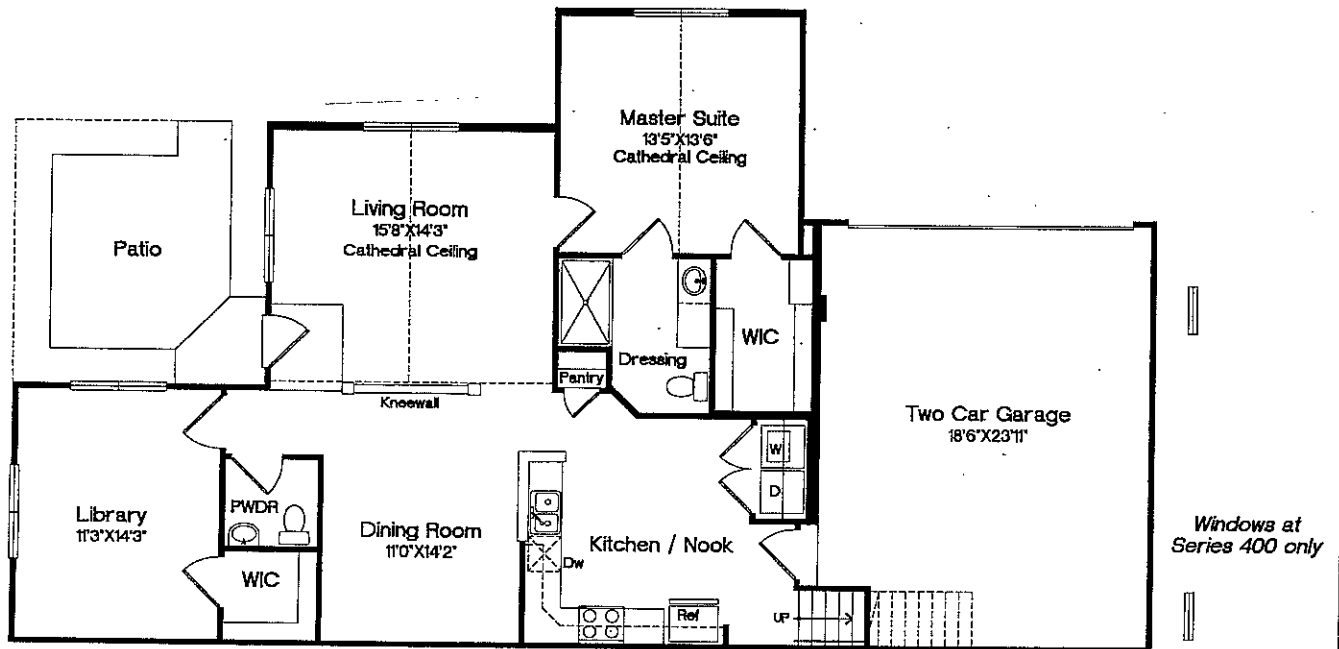 Master Suite
13'5"X13'6"
Cathedral Ceiling
Living Room
15'8"X14'3"
Cathedral Ceiling
Patio
WIC
Dressing
Pantry
Kneewall
Two Car Garage
18'6"X23'11"
W
D
PWDR
Library
11'3"X14'3"
Dining Room
11'0"X14'2"
Kitchen / Nook
Dw
WIC
Ref
UP
Windows at
Series 400 only